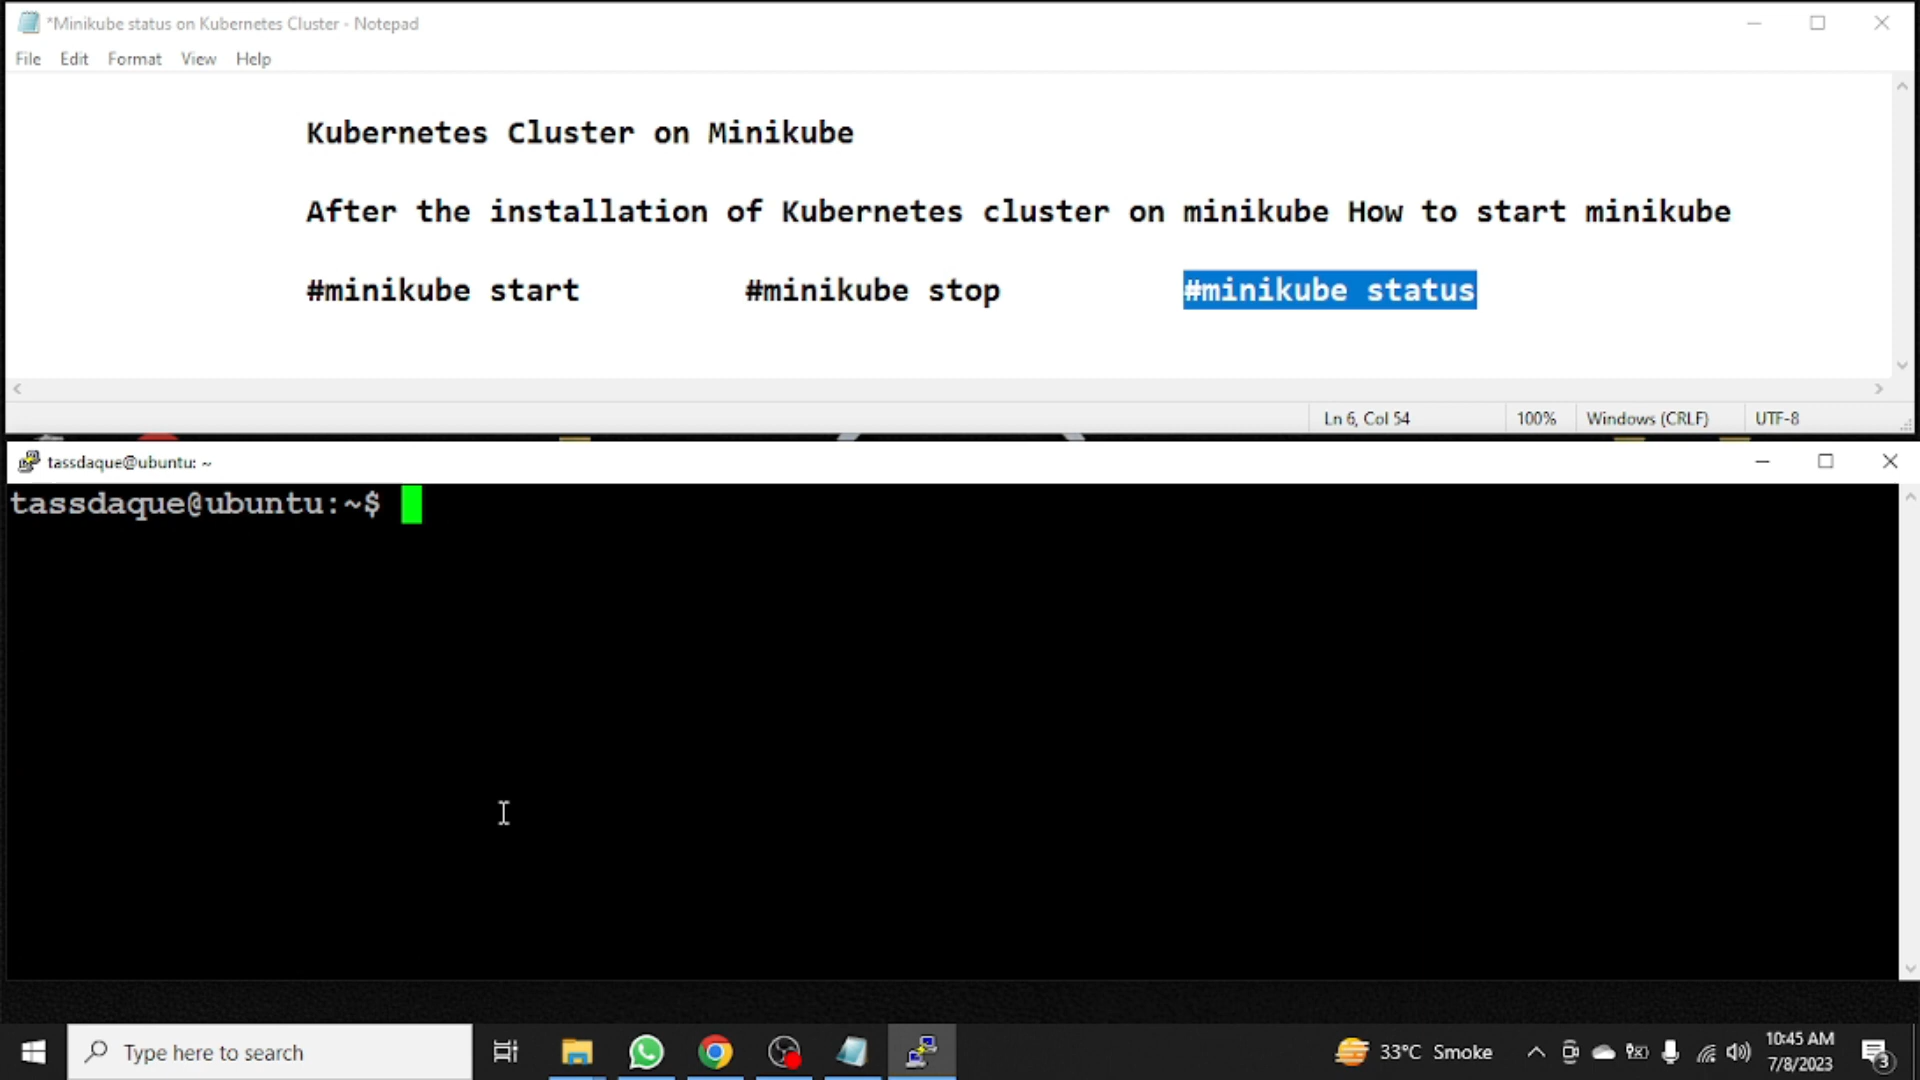 *Minikube status on Kubernetes Cluster - Notepad
File Edit Format View Help
Kubernetes Cluster on Minikube
After the installation of Kubernetes cluster on minikube How to start minikube
#minikube start #minikube stop #minikube status
Ln 6, Col 54 100% Windows (CRLF) UTF-8
tassdaque@ubuntu: ~
tassdaque@ubuntu:~$
Type here to search
33°C Smoke
10:45 AM
7/8/2023
3